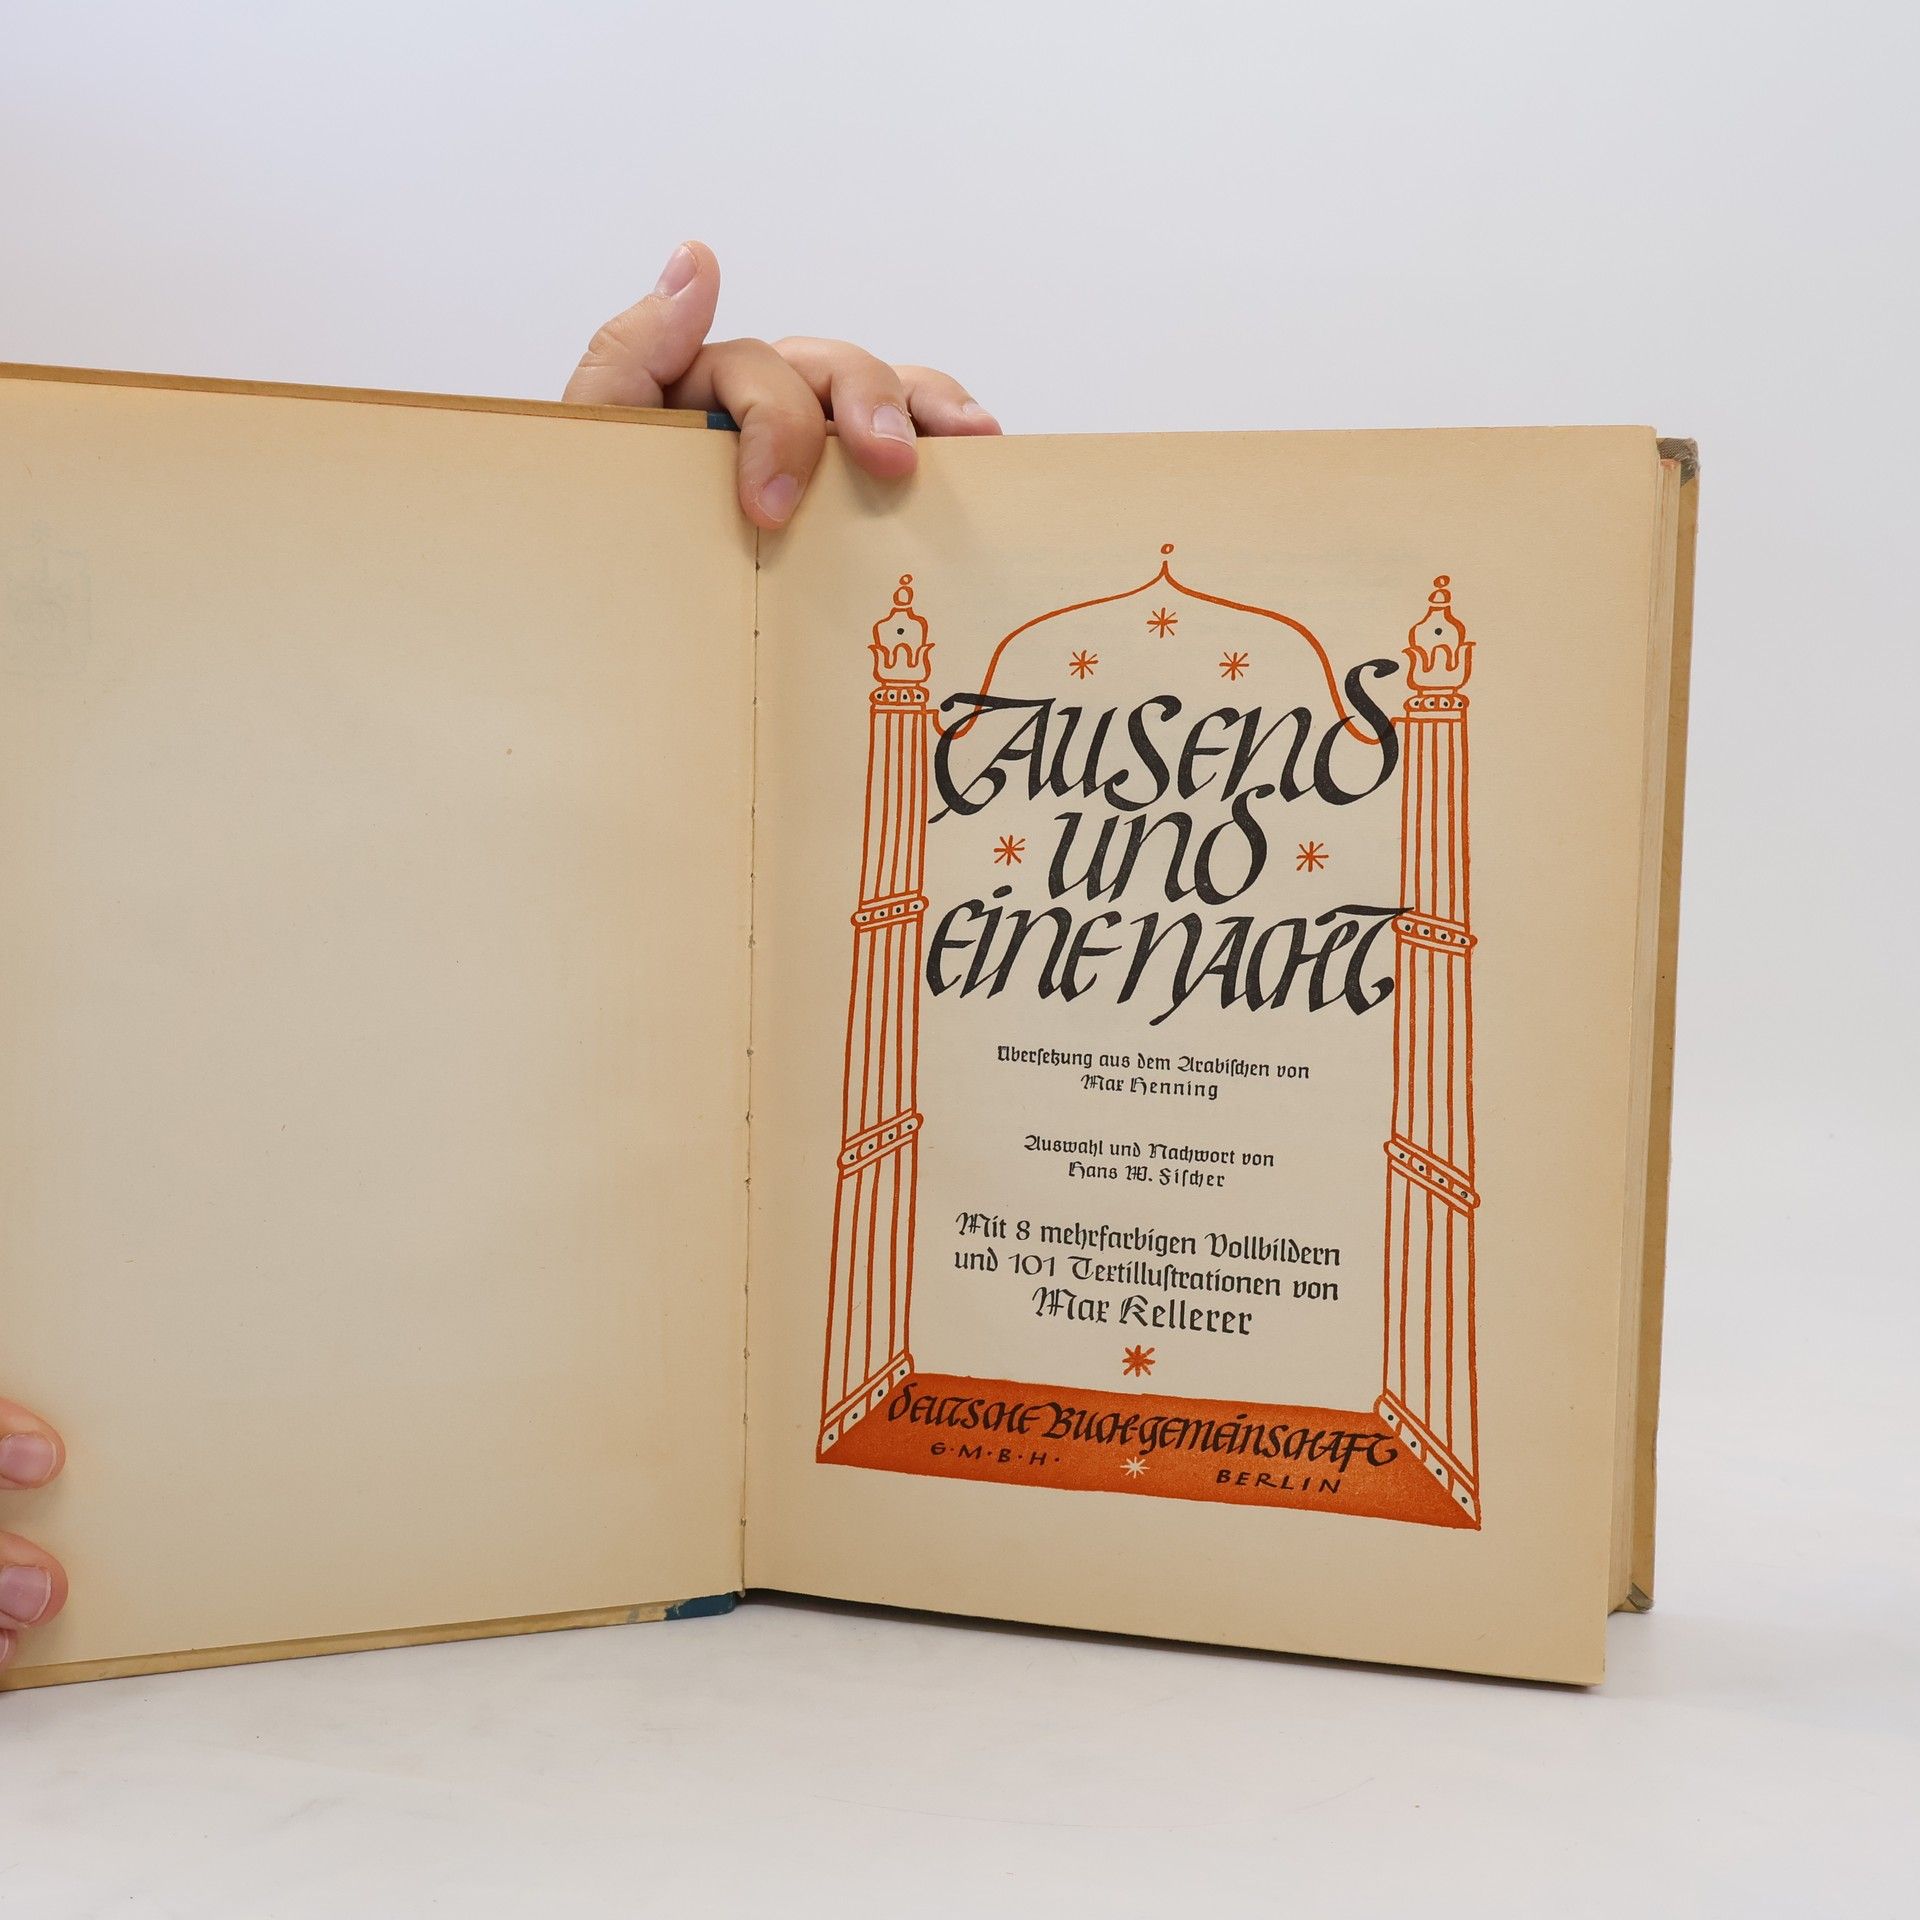 Tausend
und
eine Nacht
Überſetzung aus dem Arabiſchen von
Max Henning
Auswahl und Nachwort von
Hans W. Fiſcher
Mit 8 mehrfarbigen Vollbildern
und 101 Textilluſtrationen von
Max Kellerer
Deutsche Buch-Gemeinschaft
G·M·B·H· BERLIN